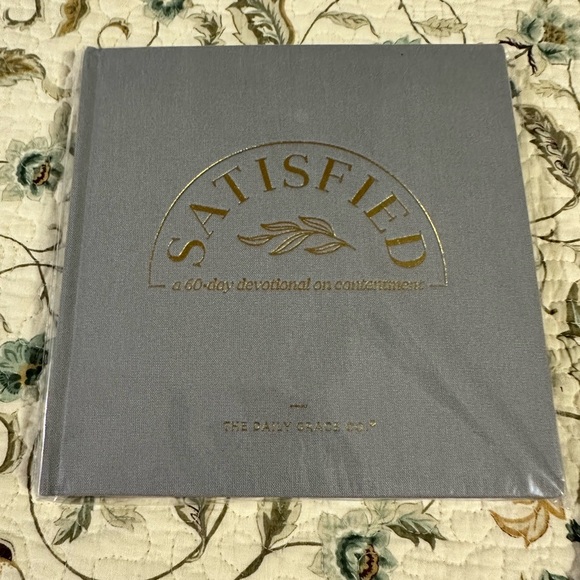 SATISFIED
a 60-day devotional on contentment
THE DAILY GRACE CO.®